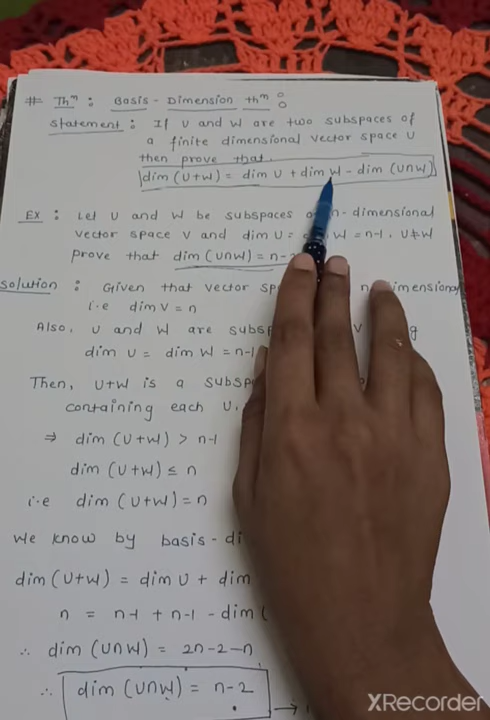 # Thm : Basis - Dimension thm :
Statement : If U and W are two subspaces of
a finite dimensional vector space U
then prove that
dim (U+W) = dim U + dim W - dim (U∩W)
Ex : Let U and W be subspaces of n-dimensional
vector space V and dim U = W = n-1, U≠W
prove that dim (U∩W) = n-
Solution : Given that vector n dimensional
i.e dim V = n
Also, U and W are V
dim U = dim W = n-1
Then, U+W is a
containing each U.
⇒ dim (U+W) > n-1
dim (U+W) ≤ n
i.e dim (U+W) = n
We know by basis -
dim (U+W) = dim U + dim
n = n-1 + n-1 - dim (
∴ dim (U∩W) = 2n-2-n
∴ dim (U∩W) = n-2 →
XRecorder